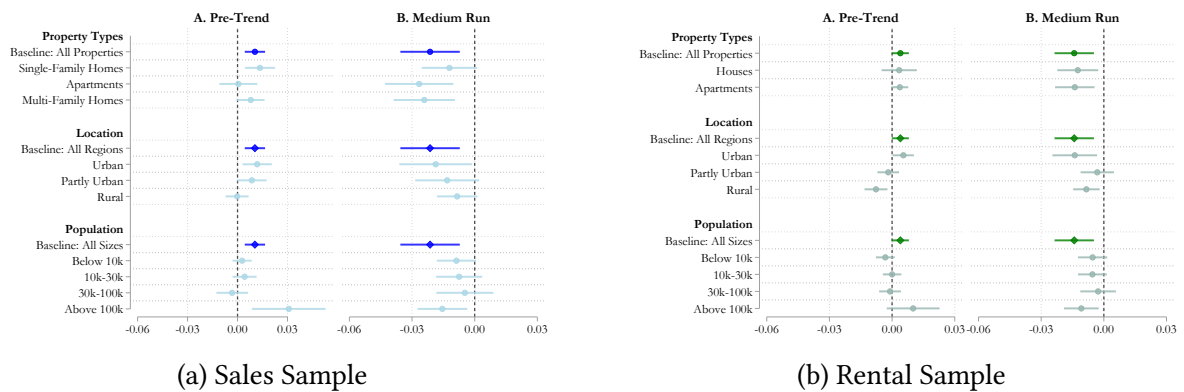 A. Pre-Trend B. Medium Run
Property Types
Baseline: All Properties
Single-Family Homes
Apartments
Multi-Family Homes
Location
Baseline: All Regions
Urban
Partly Urban
Rural
Population
Baseline: All Sizes
Below 10k
10k-30k
30k-100k
Above 100k
-0.06 0.00 0.03 -0.06 -0.03 0.00 0.03
(a) Sales Sample
A. Pre-Trend B. Medium Run
Property Types
Baseline: All Properties
Houses
Apartments
Location
Baseline: All Regions
Urban
Partly Urban
Rural
Population
Baseline: All Sizes
Below 10k
10k-30k
30k-100k
Above 100k
-0.06 -0.03 0.00 0.03 -0.06 -0.03 0.00 0.03
(b) Rental Sample